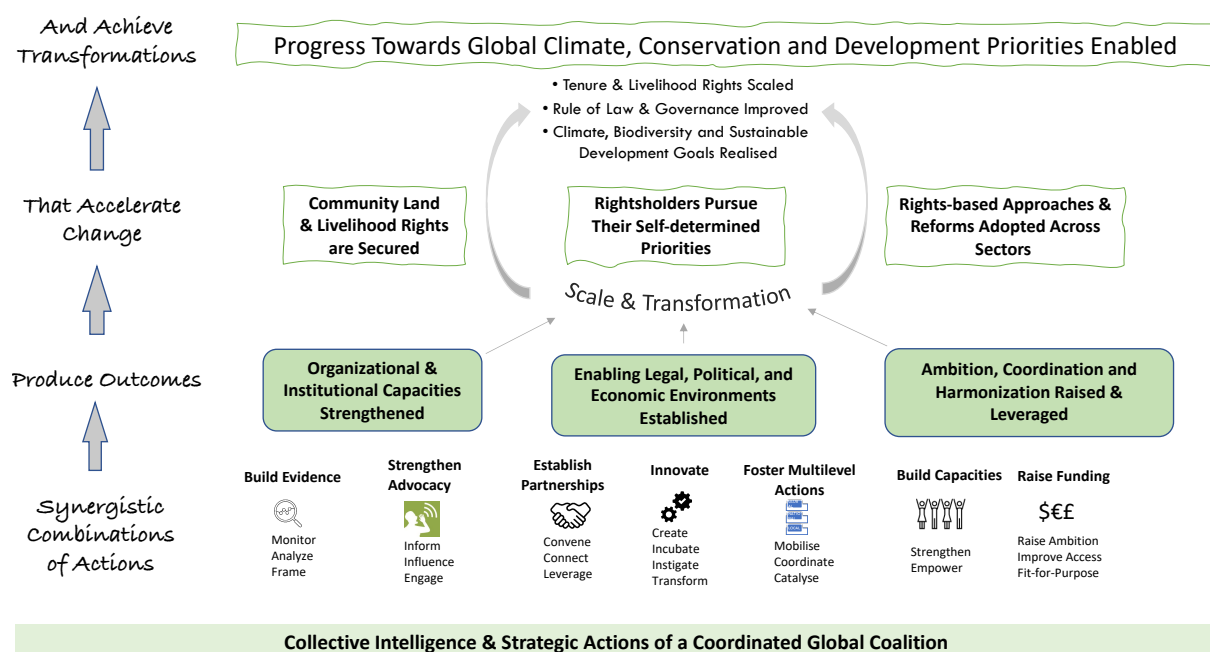 And Achieve
Transformations
Progress Towards Global Climate, Conservation and Development Priorities Enabled
• Tenure & Livelihood Rights Scaled
• Rule of Law & Governance Improved
• Climate, Biodiversity and Sustainable
Development Goals Realised
That Accelerate
Change
Community Land
& Livelihood Rights
are Secured
Rightsholders Pursue
Their Self-determined
Priorities
Rights-based Approaches &
Reforms Adopted Across
Sectors
Scale & Transformation
Produce Outcomes
Organizational &
Institutional Capacities
Strengthened
Enabling Legal, Political, and
Economic Environments
Established
Ambition, Coordination and
Harmonization Raised &
Leveraged
Synergistic
Combinations
of Actions
Build Evidence
Monitor
Analyze
Frame
Strengthen
Advocacy
Inform
Influence
Engage
Establish
Partnerships
Convene
Connect
Leverage
Innovate
Create
Incubate
Instigate
Transform
Foster Multilevel
Actions
LOCAL
Mobilise
Coordinate
Catalyse
Build Capacities
Strengthen
Empower
Raise Funding
$€£
Raise Ambition
Improve Access
Fit-for-Purpose
Collective Intelligence & Strategic Actions of a Coordinated Global Coalition